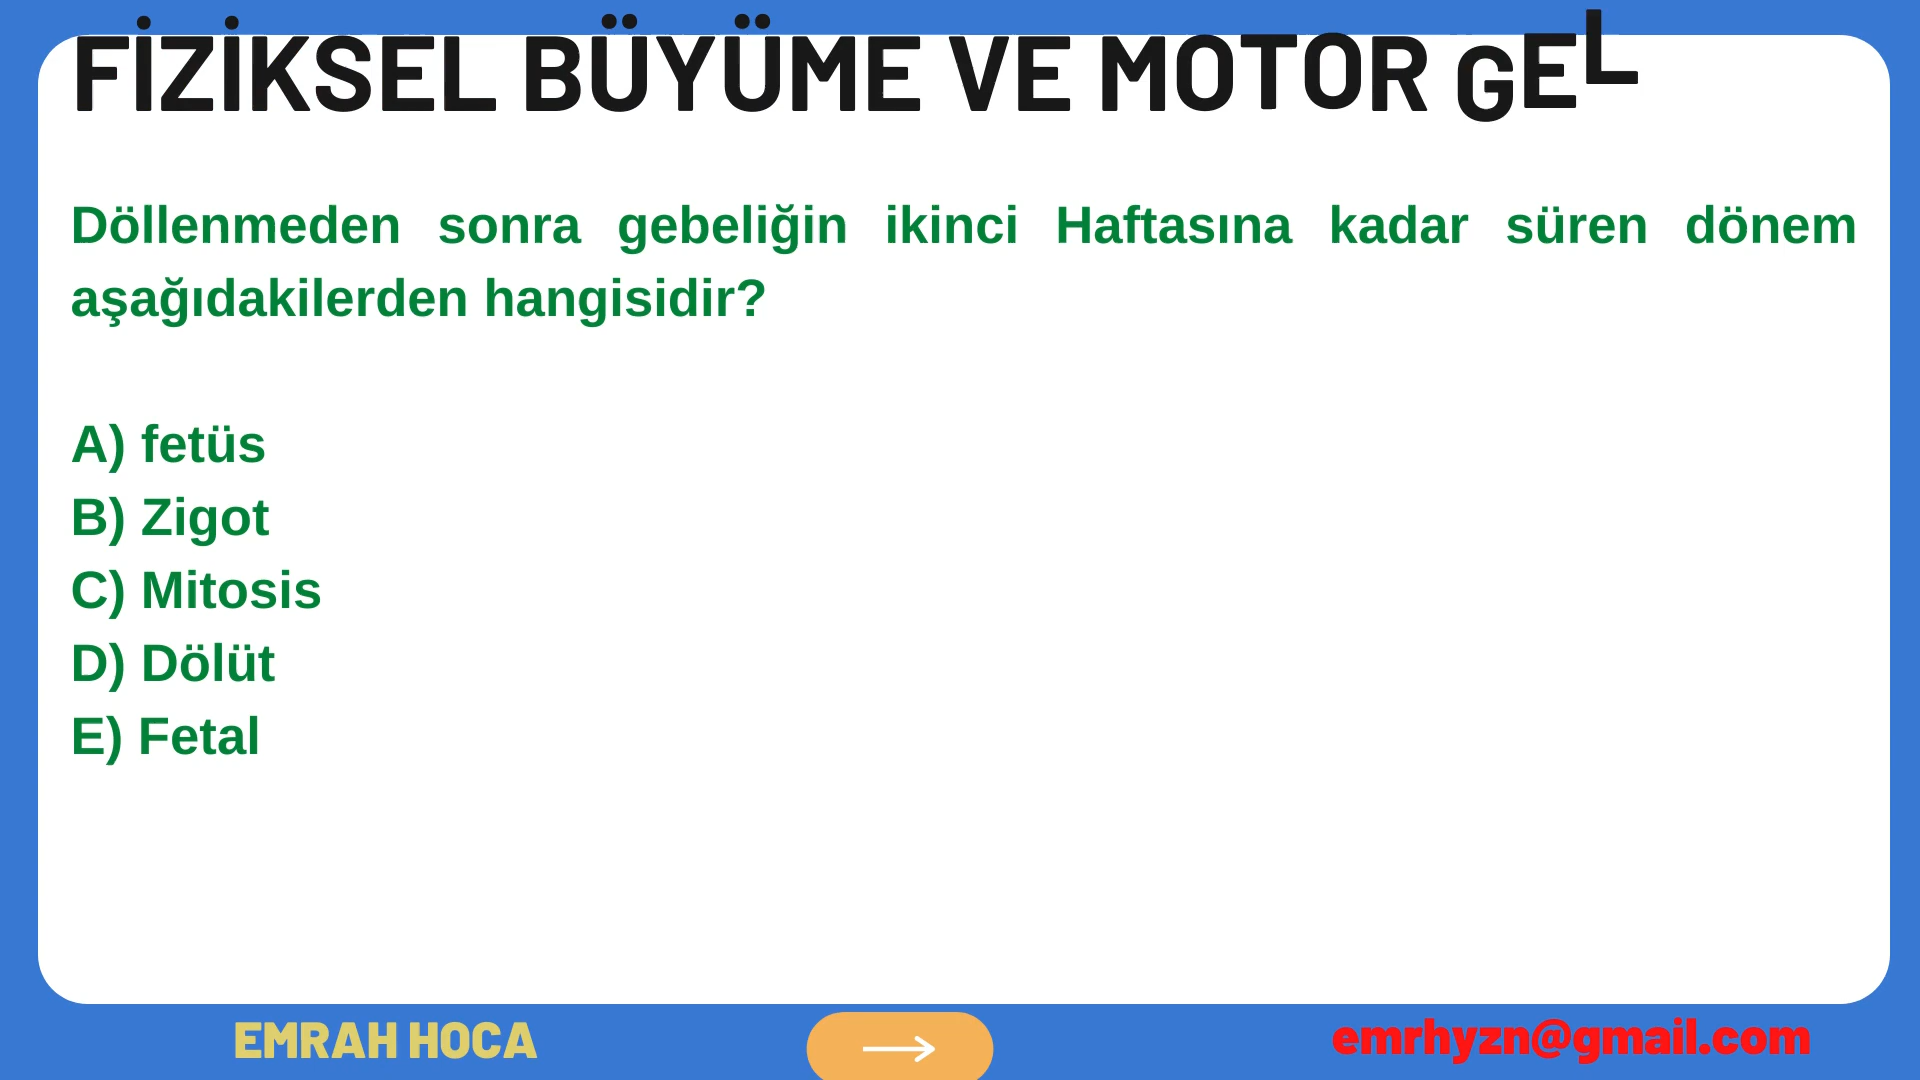 FİZİKSEL BÜYÜME VE MOTOR GEL
Döllenmeden sonra gebeliğin ikinci Haftasına kadar süren dönem
aşağıdakilerden hangisidir?
A) fetüs
B) Zigot
C) Mitosis
D) Dölüt
E) Fetal
EMRAH HOCA
emrhyzn@gmail.com